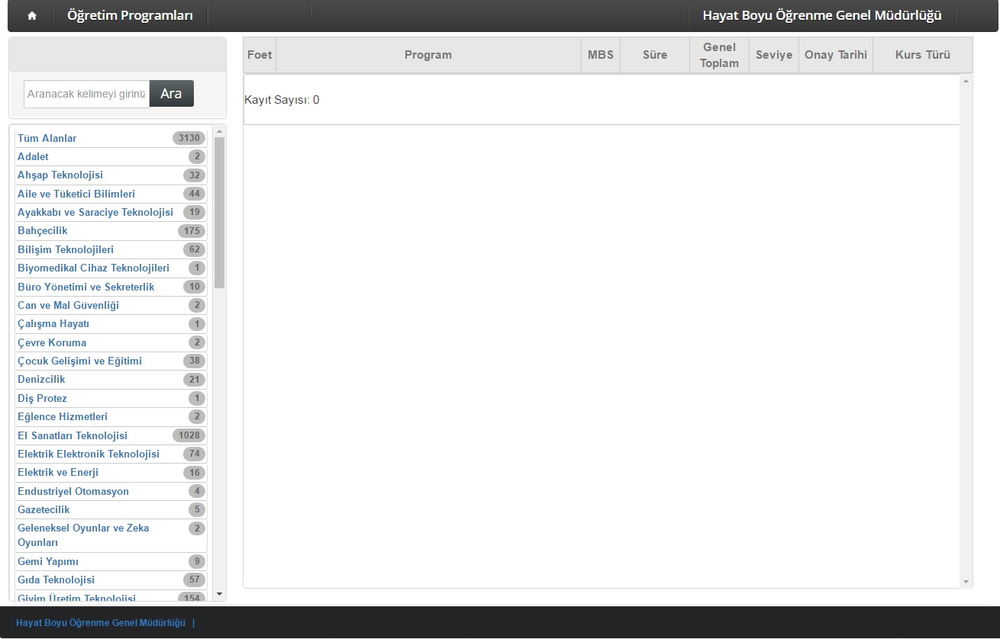 Öğretim Programları
Hayat Boyu Öğrenme Genel Müdürlüğü
Aranacak kelimeyi giriniz
Ara
Tüm Alanlar 3130
Adalet 2
Ahşap Teknolojisi 32
Aile ve Tüketici Bilimleri 44
Ayakkabı ve Saraciye Teknolojisi 19
Bahçecilik 175
Bilişim Teknolojileri 62
Biyomedikal Cihaz Teknolojileri 1
Büro Yönetimi ve Sekreterlik 10
Can ve Mal Güvenliği 2
Çalışma Hayatı 1
Çevre Koruma 2
Çocuk Gelişimi ve Eğitimi 38
Denizcilik 21
Diş Protez 1
Eğlence Hizmetleri 2
El Sanatları Teknolojisi 1028
Elektrik Elektronik Teknolojisi 74
Elektrik ve Enerji 16
Endustriyel Otomasyon 4
Gazetecilik 5
Geleneksel Oyunlar ve Zeka 2
Oyunları
Gemi Yapımı 9
Gıda Teknolojisi 57
Giyim Üretim Teknolojisi 154
Foet Program MBS Süre Genel Toplam Seviye Onay Tarihi Kurs Türü
Kayıt Sayısı: 0
Hayat Boyu Öğrenme Genel Müdürlüğü |